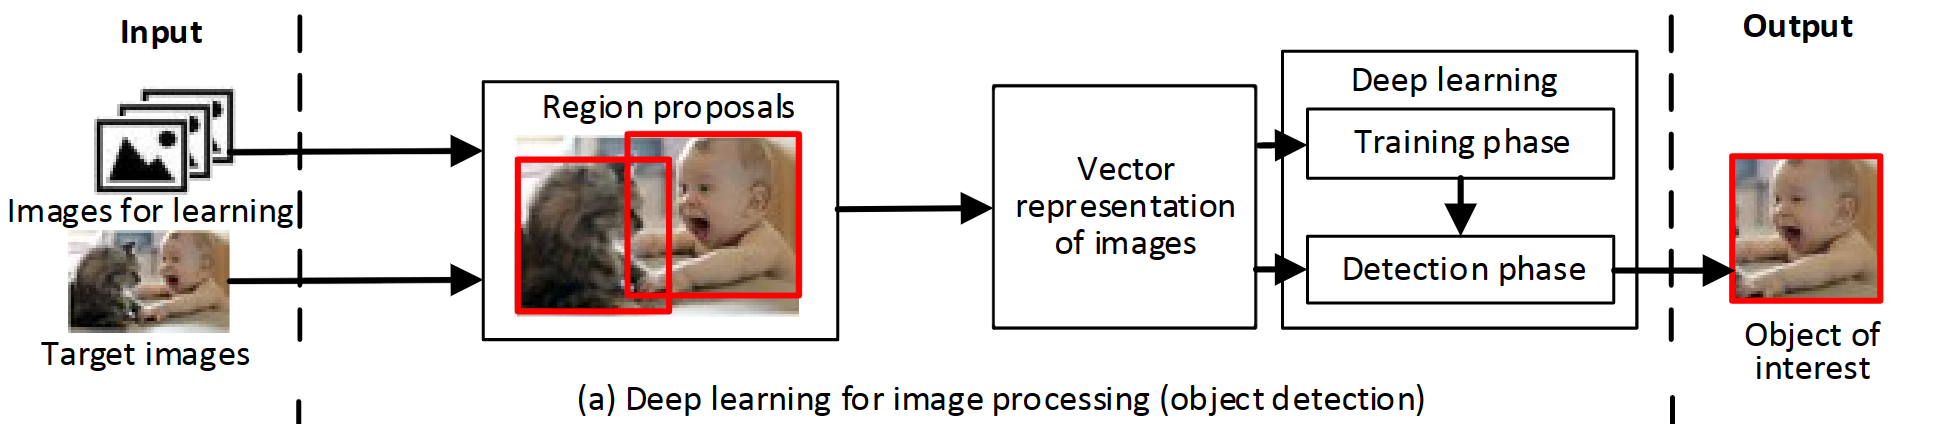 Input
Output
Images for learning
Target images
Region proposals
Vector
representation
of images
Deep learning
Training phase
Detection phase
Object of
interest
(a) Deep learning for image processing (object detection)